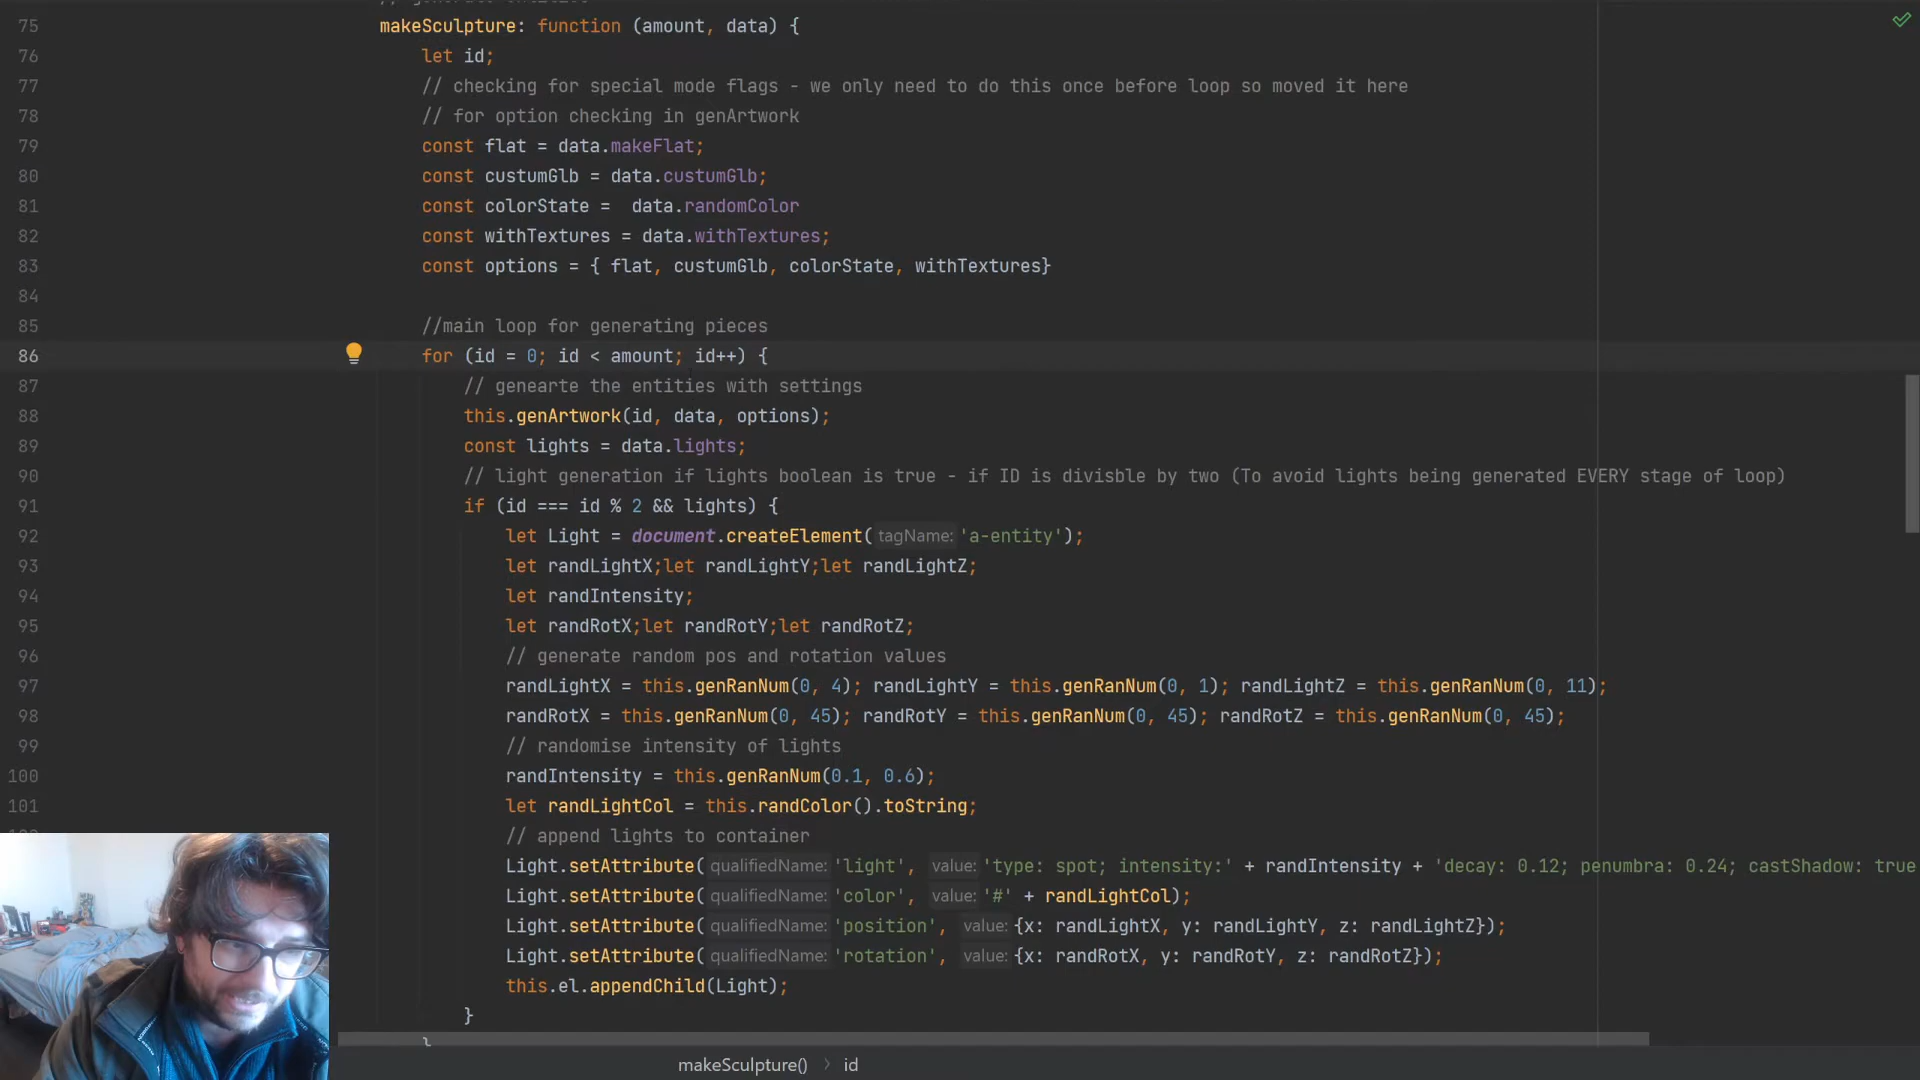 75 makeSculpture: function (amount, data) {
76 let id;
77 // checking for special mode flags - we only need to do this once before loop so moved it here
78 // for option checking in genArtwork
79 const flat = data.makeFlat;
80 const custumGlb = data.custumGlb;
81 const colorState =  data.randomColor
82 const withTextures = data.withTextures;
83 const options = { flat, custumGlb, colorState, withTextures}
84
85 //main loop for generating pieces
86 for (id = 0; id < amount; id++) {
87 // genearte the entities with settings
88 this.genArtwork(id, data, options);
89 const lights = data.lights;
90 // light generation if lights boolean is true - if ID is divisble by two (To avoid lights being generated EVERY stage of loop)
91 if (id === id % 2 && lights) {
92 let Light = document.createElement( tagName: 'a-entity');
93 let randLightX;let randLightY;let randLightZ;
94 let randIntensity;
95 let randRotX;let randRotY;let randRotZ;
96 // generate random pos and rotation values
97 randLightX = this.genRanNum(0, 4); randLightY = this.genRanNum(0, 1); randLightZ = this.genRanNum(0, 11);
98 randRotX = this.genRanNum(0, 45); randRotY = this.genRanNum(0, 45); randRotZ = this.genRanNum(0, 45);
99 // randomise intensity of lights
100 randIntensity = this.genRanNum(0.1, 0.6);
101 let randLightCol = this.randColor().toString;
// append lights to container
Light.setAttribute( qualifiedName: 'light', value: 'type: spot; intensity:' + randIntensity + 'decay: 0.12; penumbra: 0.24; castShadow: true
Light.setAttribute( qualifiedName: 'color', value: '#' + randLightCol);
Light.setAttribute( qualifiedName: 'position', value: {x: randLightX, y: randLightY, z: randLightZ});
Light.setAttribute( qualifiedName: 'rotation', value: {x: randRotX, y: randRotY, z: randRotZ});
this.el.appendChild(Light);
}
}
makeSculpture() › id